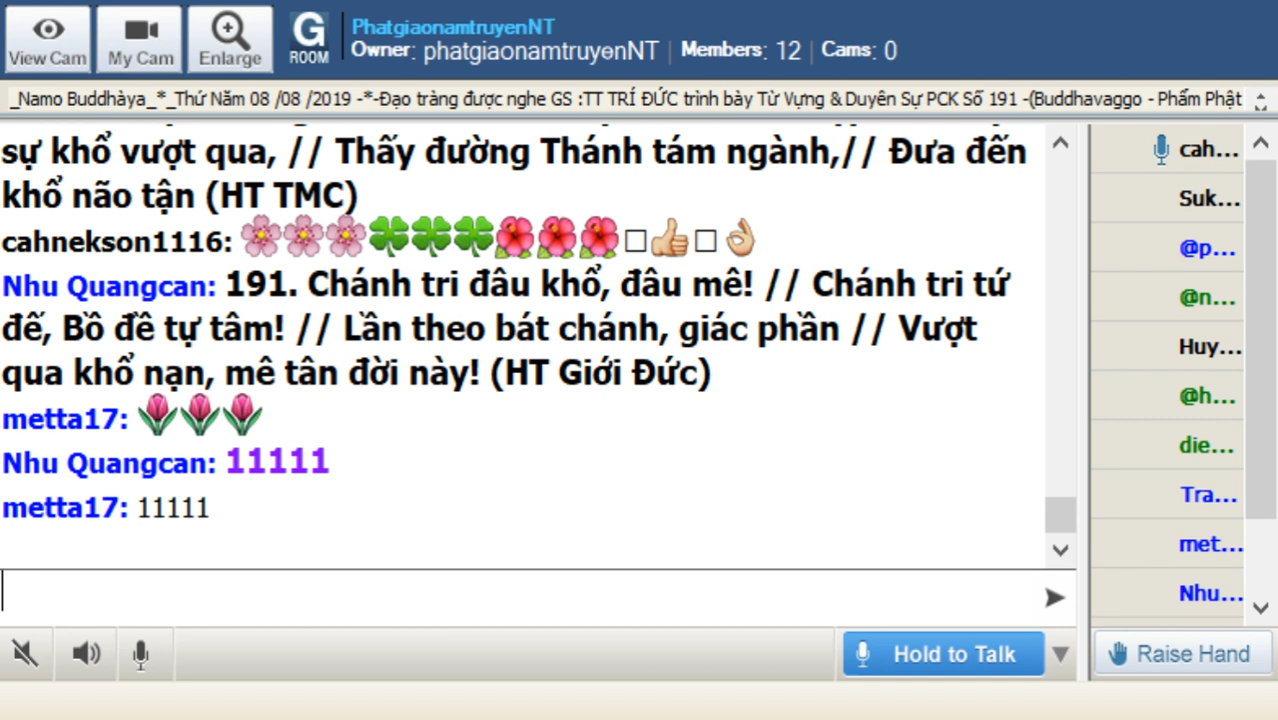 View Cam
My Cam
Enlarge
G
ROOM
PhatgiaonamtruyenNT
Owner: phatgiaonamtruyenNT | Members: 12 | Cams: 0
_Namo Buddhàya_*_Thứ Năm 08 /08 /2019 -*-Đạo tràng được nghe GS :TT TRÍ ĐỨC trình bày Từ Vựng & Duyên Sự PCK Số 191 -(Buddhavaggo - Phẩm Phật
sự khổ vượt qua, // Thấy đường Thánh tám ngành,// Đưa đến
khổ não tận (HT TMC)
cahnekson1116: 🌸🌸🌸🍀🍀🍀🌺🌺🌺□👍🏼□👌🏼
Nhu Quangcan: 191. Chánh tri đâu khổ, đâu mê! // Chánh tri tứ
đế, Bồ đề tự tâm! // Lần theo bát chánh, giác phần // Vượt
qua khổ nạn, mê tân đời này! (HT Giới Đức)
metta17: 🌷🌷🌷
Nhu Quangcan: 11111
metta17: 11111
cah...
Suk...
@p...
@n...
Huy...
@h...
die...
Tra...
met...
Nhu...
Hold to Talk
Raise Hand